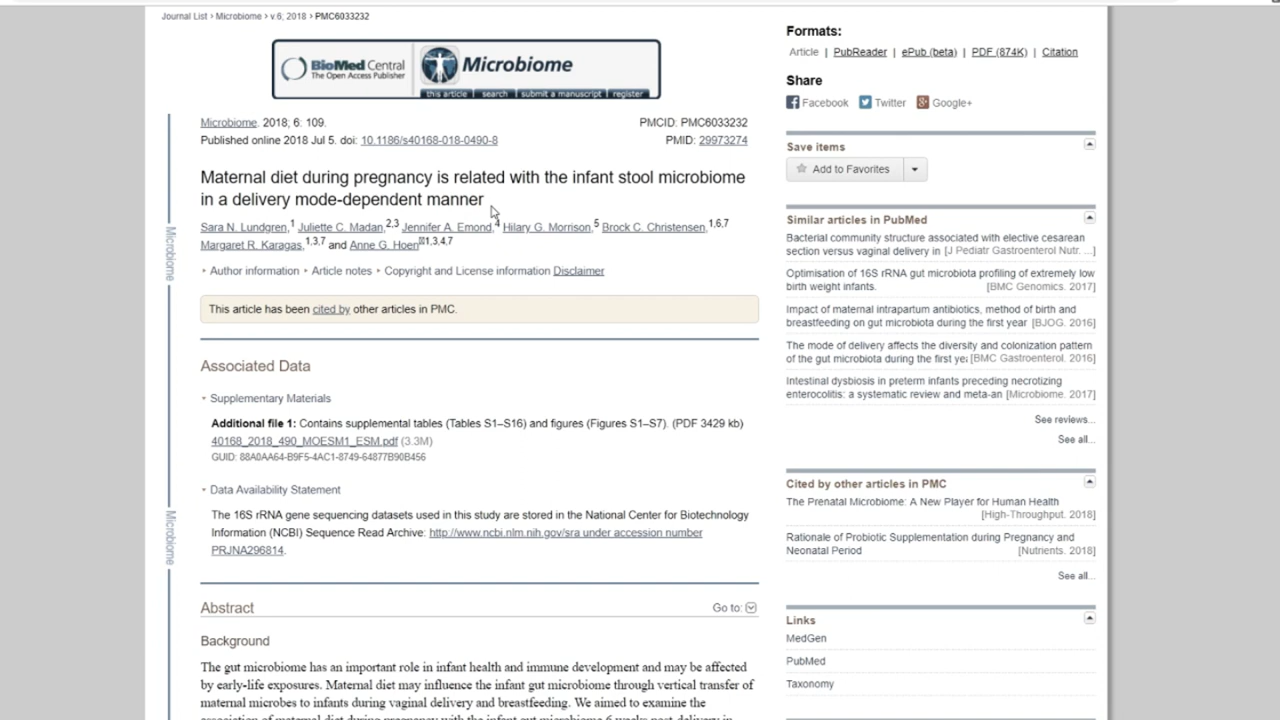 Journal List > Microbiome > v.6, 2018 > PMC6033232
BioMed Central
The Open Access Publisher
Microbiome
this article | search | submit a manuscript | register
Microbiome. 2018; 6: 109.
PMCID: PMC6033232
Published online 2018 Jul 5. doi: 10.1186/s40168-018-0490-8
PMID: 29973274
Maternal diet during pregnancy is related with the infant stool microbiome
in a delivery mode-dependent manner
Sara N. Lundgren,1 Juliette C. Madan,2,3 Jennifer A. Emond,4 Hilary G. Morrison,5 Brock C. Christensen,1,6,7
Margaret R. Karagas,1,3,7 and Anne G. Hoen✉1,3,4,7
Author information Article notes Copyright and License information Disclaimer
This article has been cited by other articles in PMC.
Associated Data
Supplementary Materials
Additional file 1: Contains supplemental tables (Tables S1–S16) and figures (Figures S1–S7). (PDF 3429 kb)
40168_2018_490_MOESM1_ESM.pdf (3.3M)
GUID: 88A0AA64-B9F5-4AC1-8749-64877B90B456
Data Availability Statement
The 16S rRNA gene sequencing datasets used in this study are stored in the National Center for Biotechnology
Information (NCBI) Sequence Read Archive: http://www.ncbi.nlm.nih.gov/sra under accession number
PRJNA296814.
Abstract
Go to:
Background
The gut microbiome has an important role in infant health and immune development and may be affected
by early-life exposures. Maternal diet may influence the infant gut microbiome through vertical transfer of
maternal microbes to infants during vaginal delivery and breastfeeding. We aimed to examine the
association of maternal diet during pregnancy with the infant gut microbiome 6 weeks post-delivery in
Microbiome
Microbiome
Formats:
Article | PubReader | ePub (beta) | PDF (874K) | Citation
Share
Facebook Twitter Google+
Save items
Add to Favorites
Similar articles in PubMed
Bacterial community structure associated with elective cesarean
section versus vaginal delivery in [J Pediatr Gastroenterol Nutr. ...]
Optimisation of 16S rRNA gut microbiota profiling of extremely low
birth weight infants. [BMC Genomics. 2017]
Impact of maternal intrapartum antibiotics, method of birth and
breastfeeding on gut microbiota during the first year [BJOG. 2016]
The mode of delivery affects the diversity and colonization pattern
of the gut microbiota during the first ye [BMC Gastroenterol. 2016]
Intestinal dysbiosis in preterm infants preceding necrotizing
enterocolitis: a systematic review and meta-an [Microbiome. 2017]
See reviews...
See all...
Cited by other articles in PMC
The Prenatal Microbiome: A New Player for Human Health
[High-Throughput. 2018]
Rationale of Probiotic Supplementation during Pregnancy and
Neonatal Period [Nutrients. 2018]
See all...
Links
MedGen
PubMed
Taxonomy